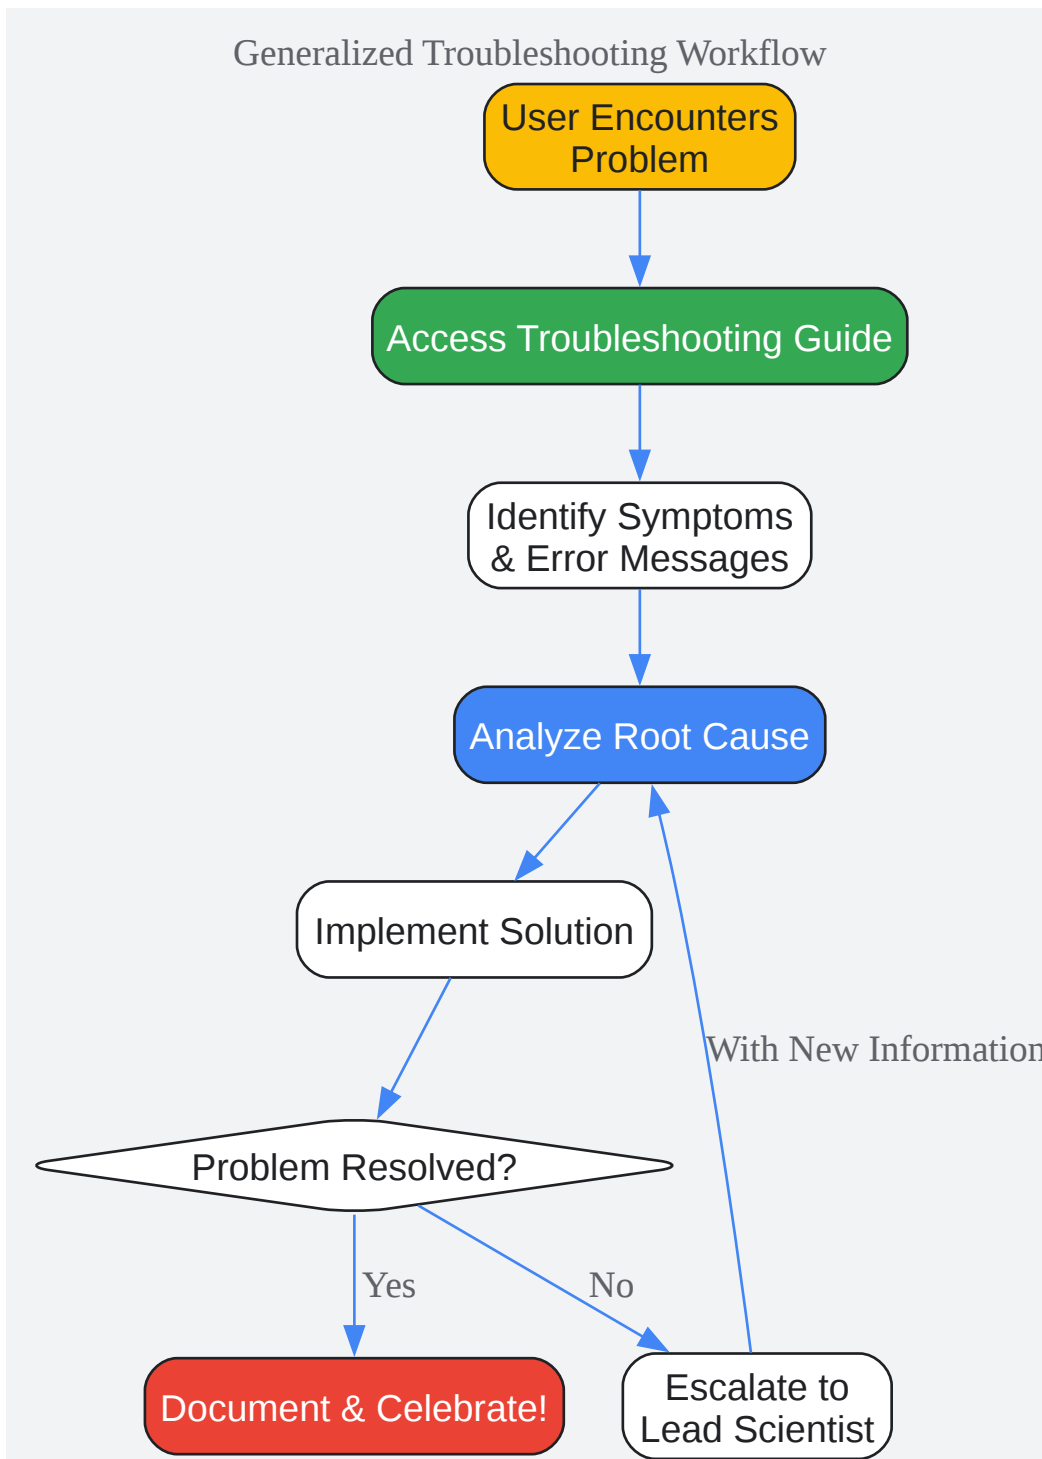 Generalized Troubleshooting Workflow
User Encounters
Problem
Access Troubleshooting Guide
Identify Symptoms
& Error Messages
Analyze Root Cause
Implement Solution
With New Information
Problem Resolved?
Yes
No
Document & Celebrate!
Escalate to
Lead Scientist